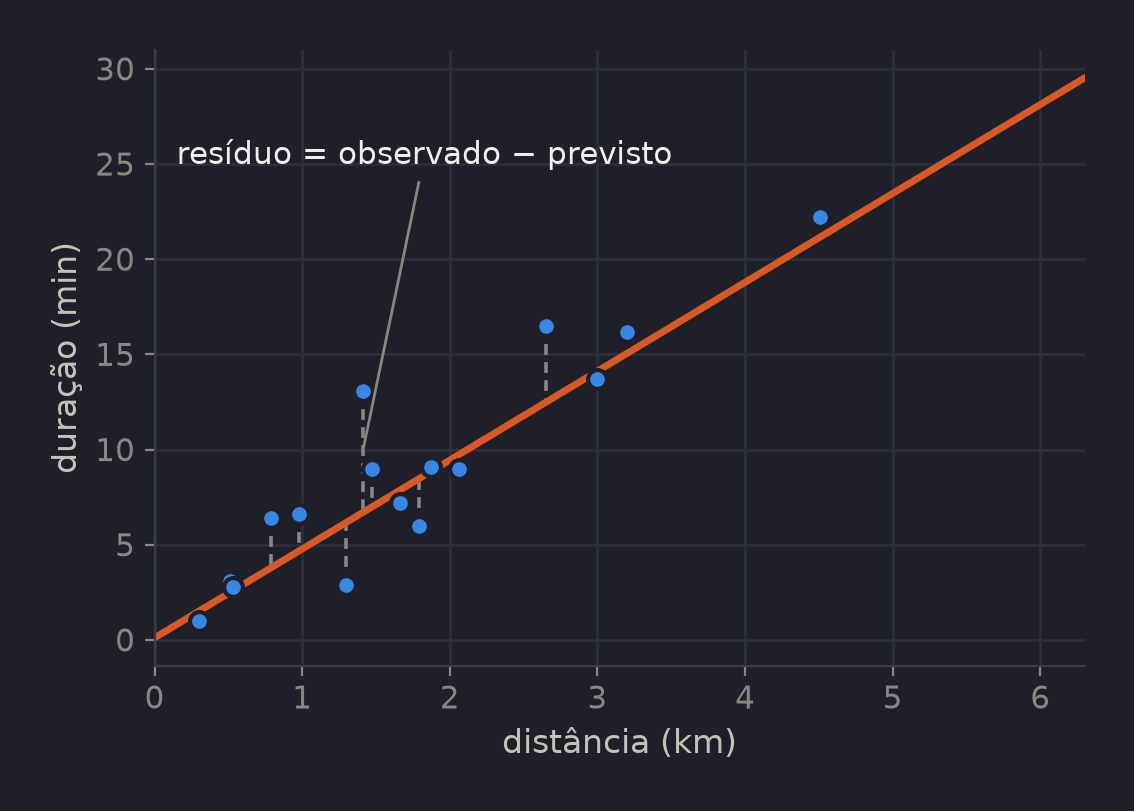 30
resíduo = observado − previsto
25
20
15
10
5
0
duração (min)
0 1 2 3 4 5 6
distância (km)